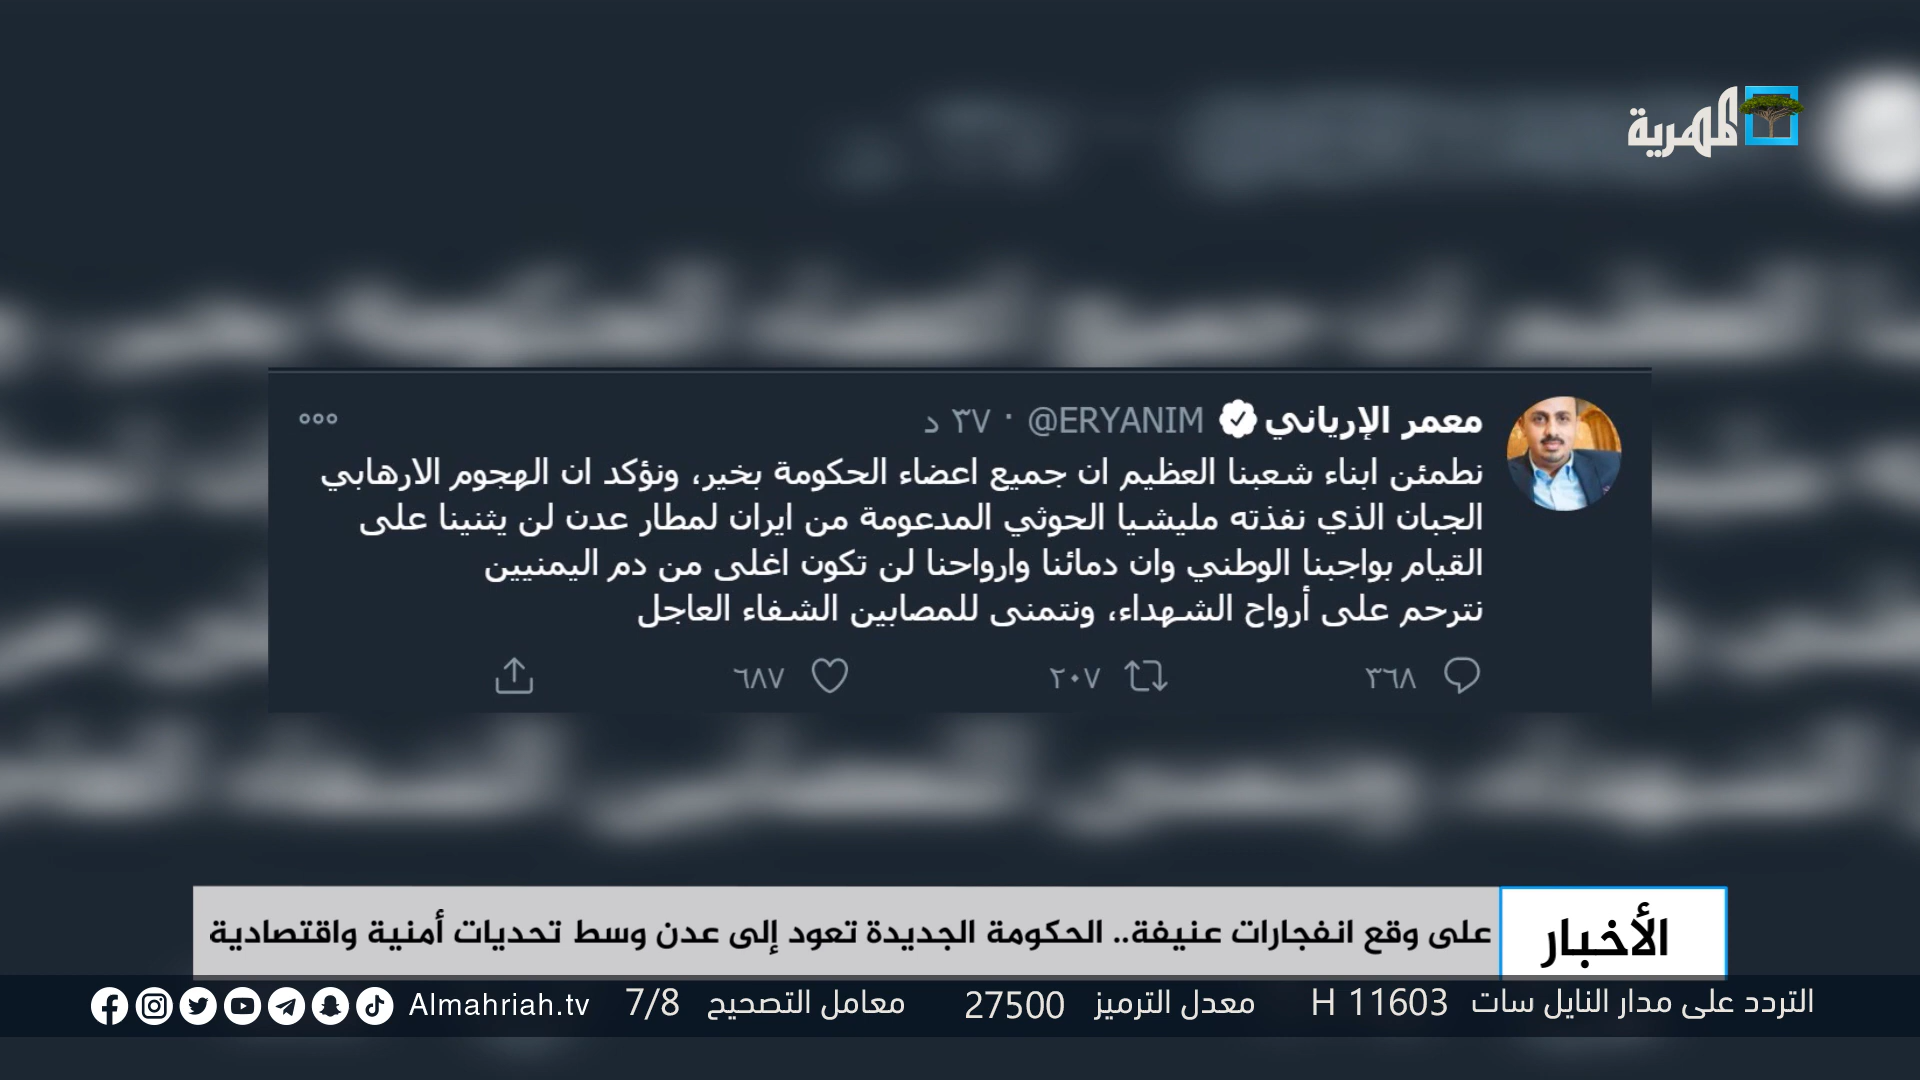 المهرية
معمر الإرياني @ERYANIM · ٣٧ د
نطمئن ابناء شعبنا العظيم ان جميع اعضاء الحكومة بخير، ونؤكد ان الهجوم الارهابي
الجبان الذي نفذته مليشيا الحوثي المدعومة من ايران لمطار عدن لن يثنينا على
القيام بواجبنا الوطني وان دمائنا وارواحنا لن تكون اغلى من دم اليمنيين
نترحم على أرواح الشهداء، ونتمنى للمصابين الشفاء العاجل
٣٦٨ ٢٠٧ ٦٨٧
الأخبار
على وقع انفجارات عنيفة.. الحكومة الجديدة تعود إلى عدن وسط تحديات أمنية واقتصادية
التردد على مدار النايل سات 11603 H معدل الترميز 27500 معامل التصحيح 7/8 Almahriah.tv